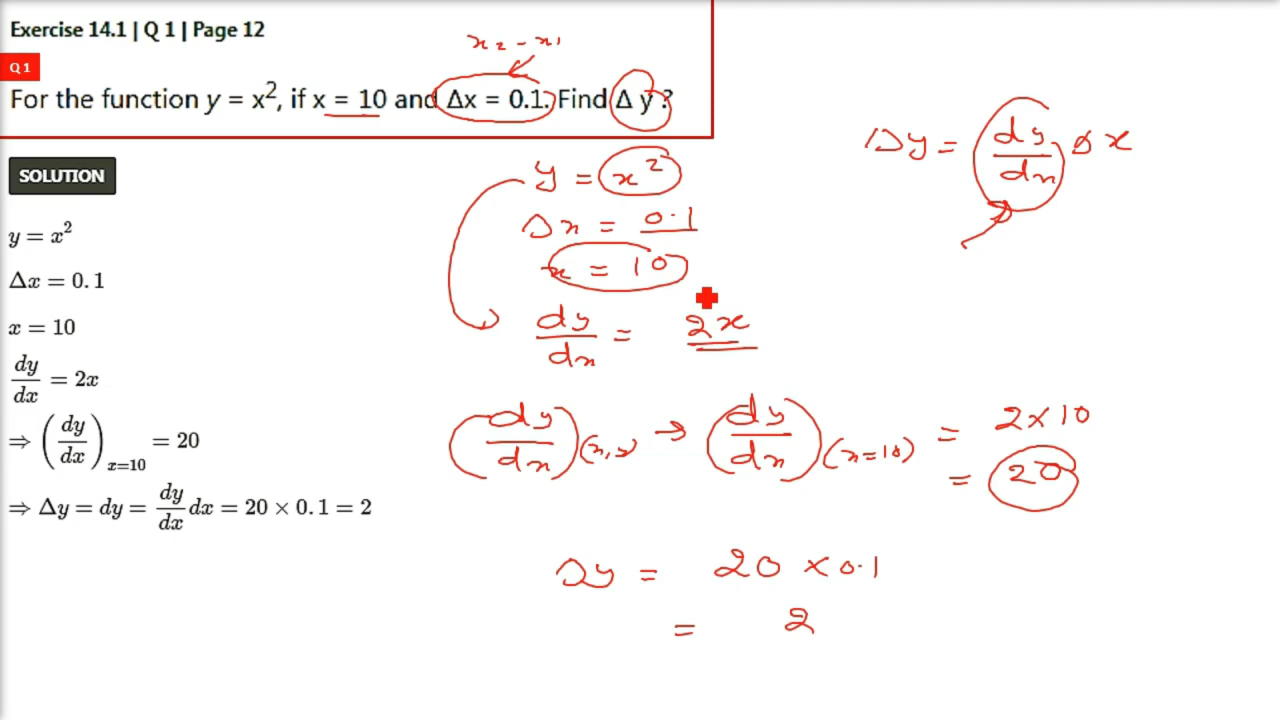 Exercise 14.1 | Q 1 | Page 12
x₂ - x₁
Q 1
For the function y = x², if x = 10 and Δx = 0.1. Find Δ y ?
Δy = (dy/dx) Δx
SOLUTION
y = x²
Δx = 0.1
x = 10
dy/dx = 2x
⇒ (dy/dx)ₓ₌₁₀ = 20
⇒ Δy = dy = dy/dx dx = 20 × 0.1 = 2
y = x²
Δx = 0.1
x = 10
dy/dx = 2x
(dy/dx)(x,y) → (dy/dx)(x=10) = 2×10
= 20
Δy = 20 × 0.1
= 2